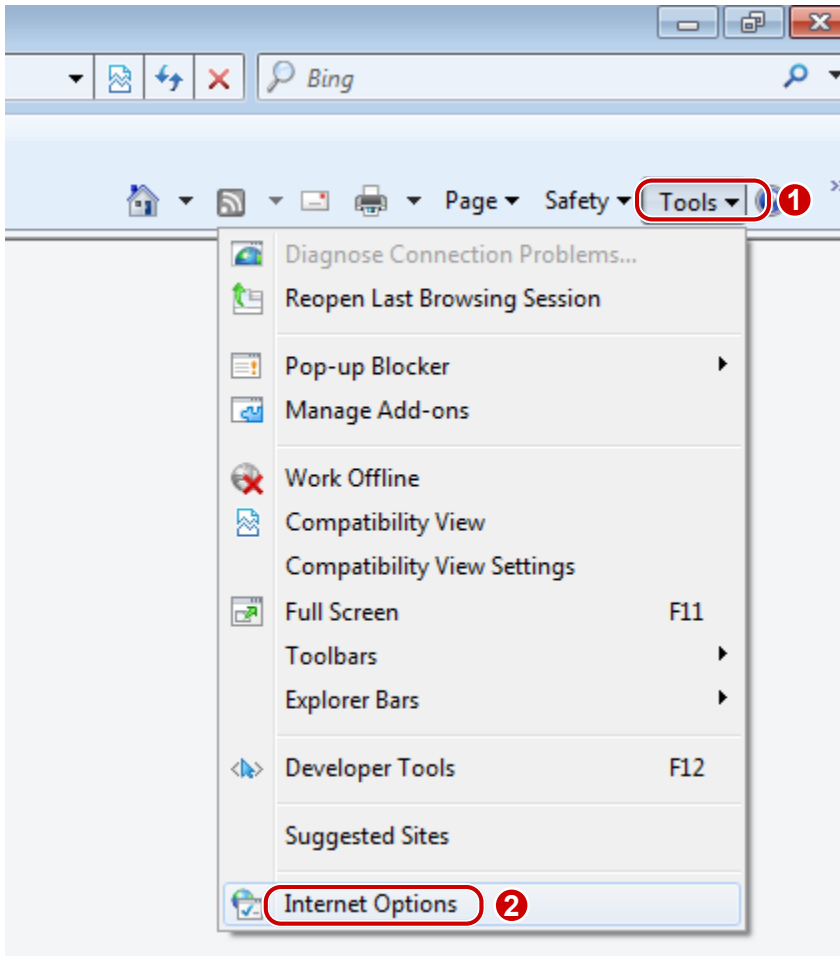 Bing
Page Safety Tools 1
Diagnose Connection Problems...
Reopen Last Browsing Session
Pop-up Blocker
Manage Add-ons
Work Offline
Compatibility View
Compatibility View Settings
Full Screen F11
Toolbars
Explorer Bars
Developer Tools F12
Suggested Sites
Internet Options 2